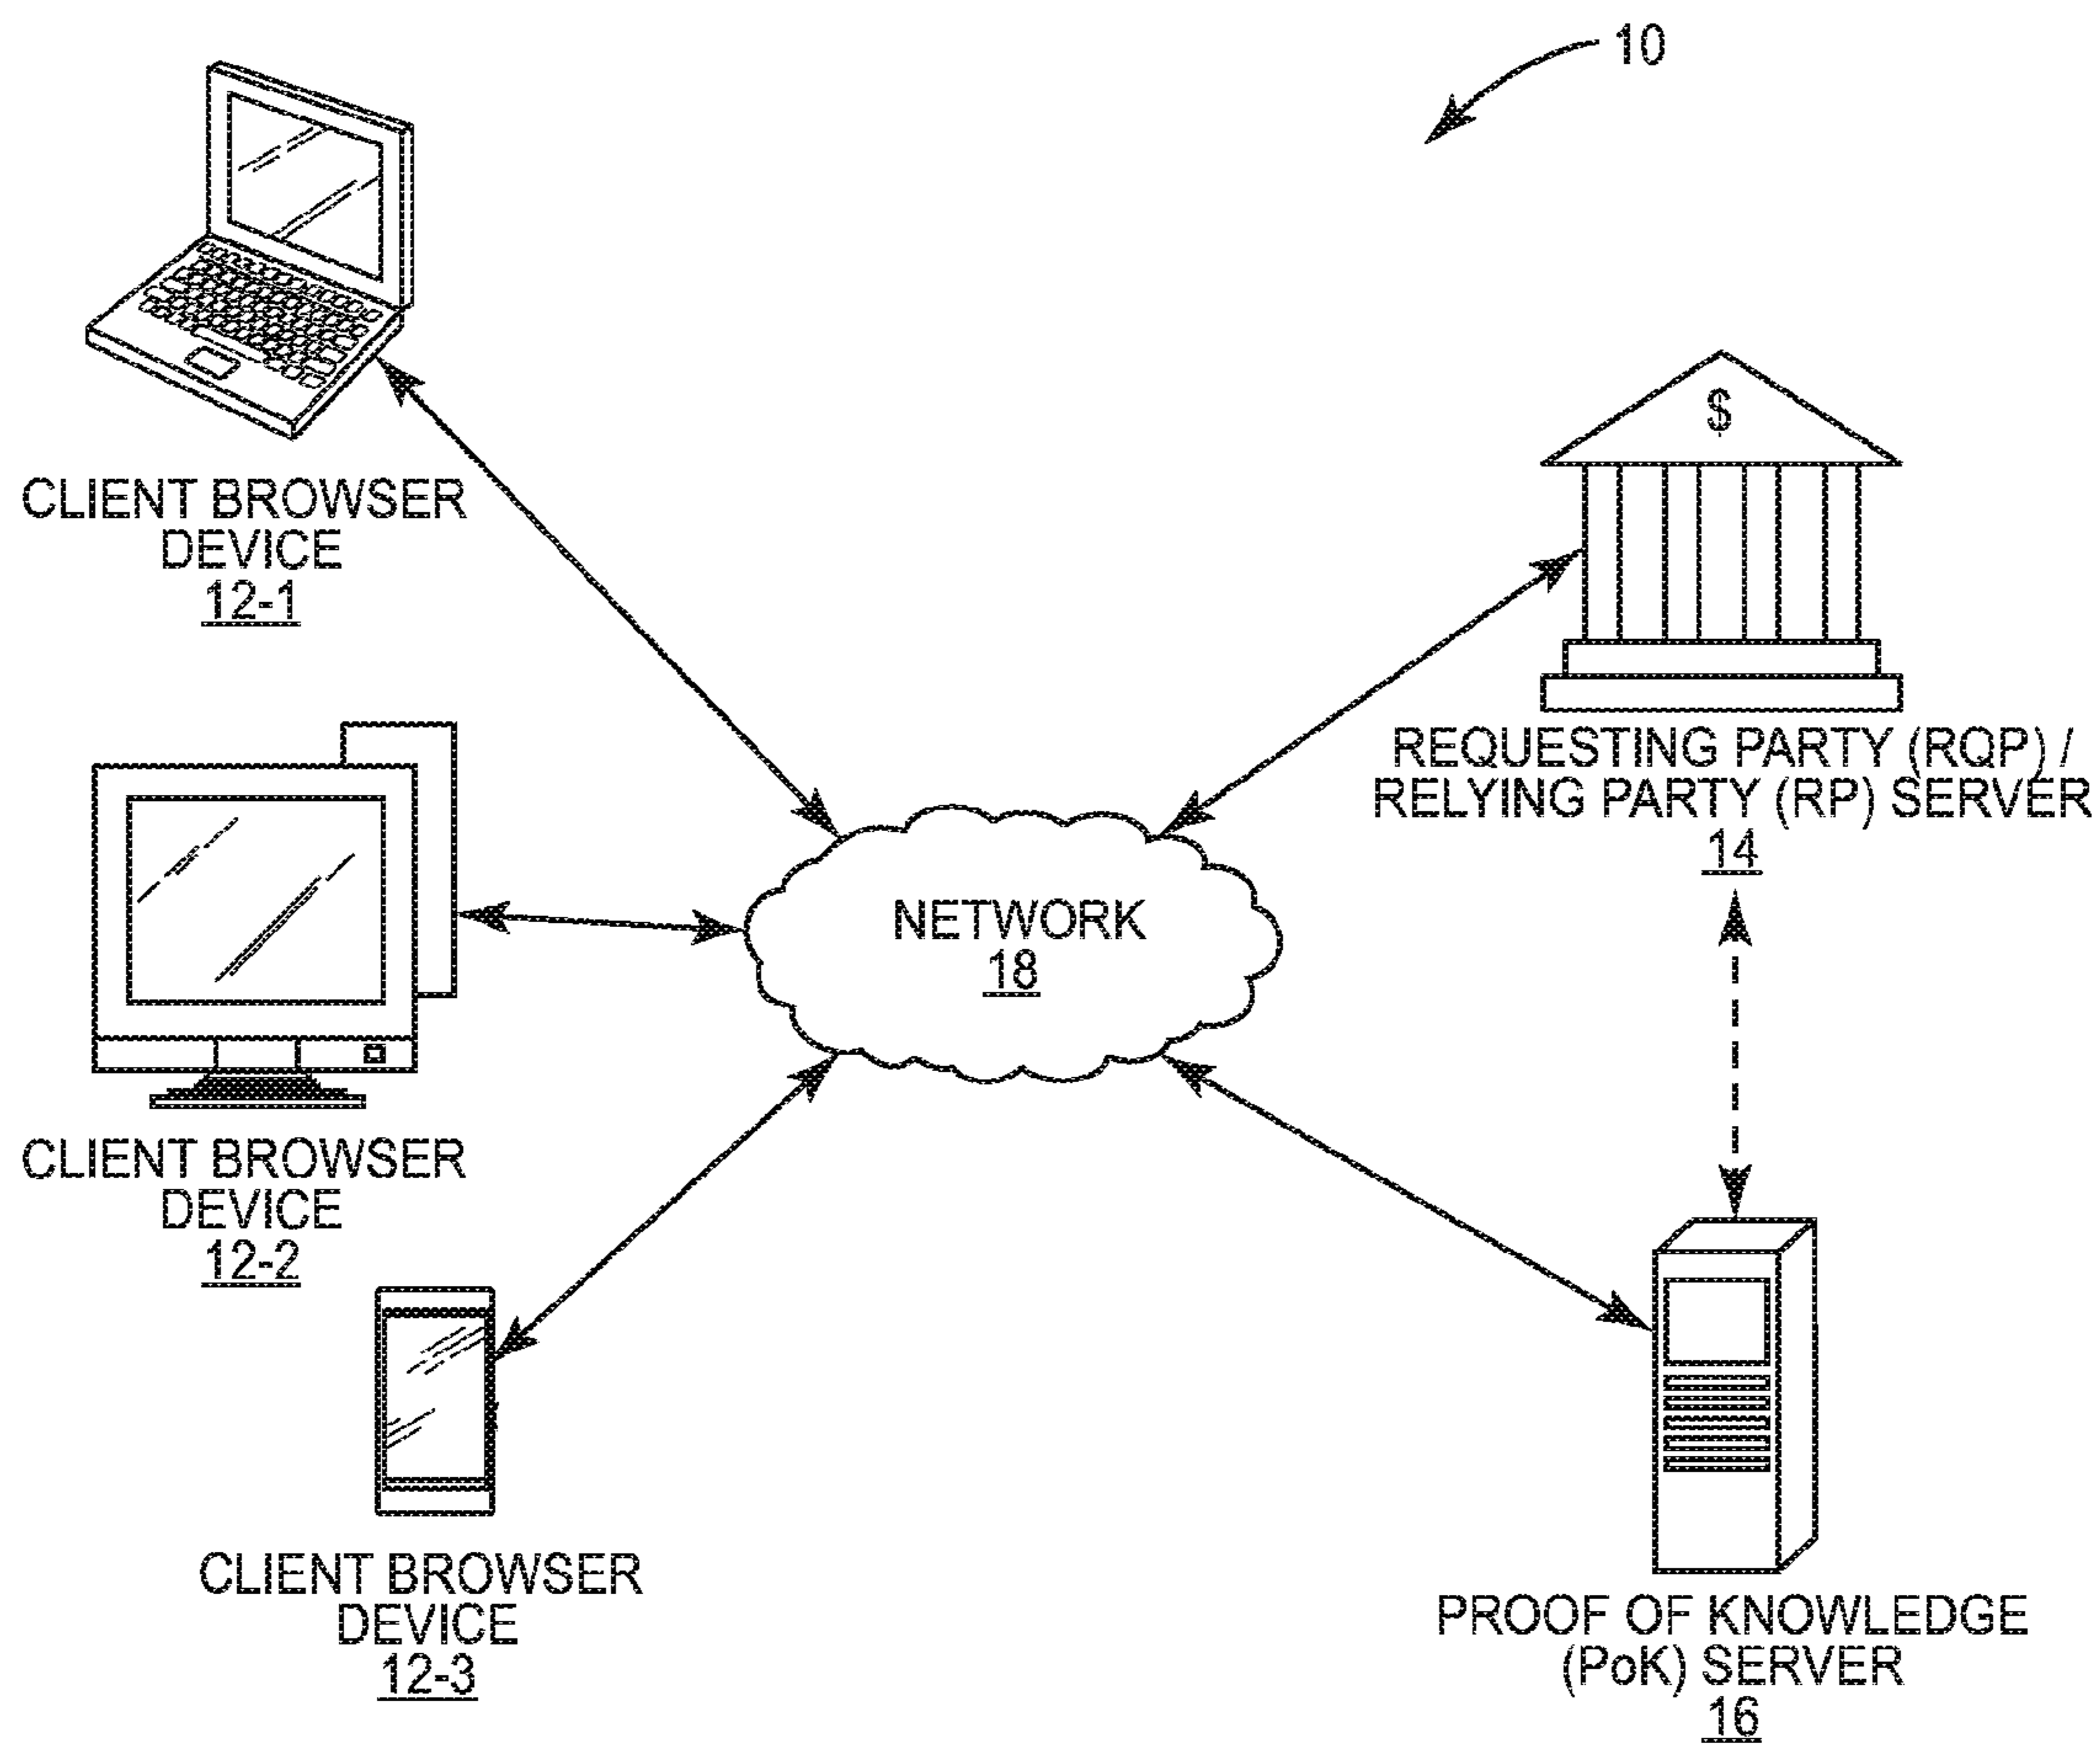 10
CLIENT BROWSER
DEVICE
12-1
$
REQUESTING PARTY (RQP) /
RELYING PARTY (RP) SERVER
14
NETWORK
18
CLIENT BROWSER
DEVICE
12-2
CLIENT BROWSER
DEVICE
12-3
PROOF OF KNOWLEDGE
(PoK) SERVER
16